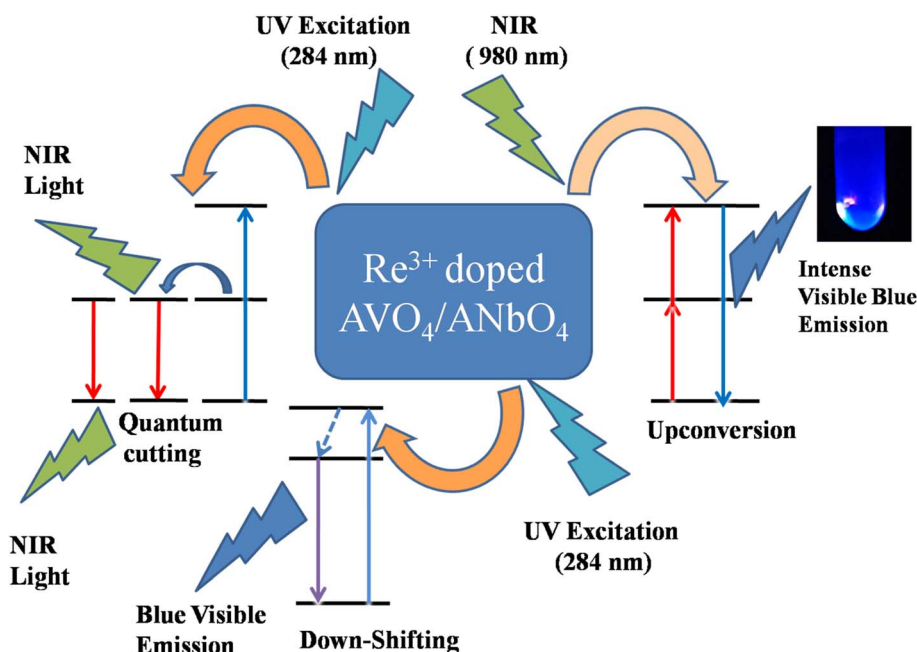 UV Excitation
(284 nm)
NIR
( 980 nm)
NIR
Light
Re³⁺ doped
AVO₄/ANbO₄
Intense
Visible Blue
Emission
Quantum
cutting
Upconversion
NIR
Light
UV Excitation
(284 nm)
Blue Visible
Emission
Down-Shifting